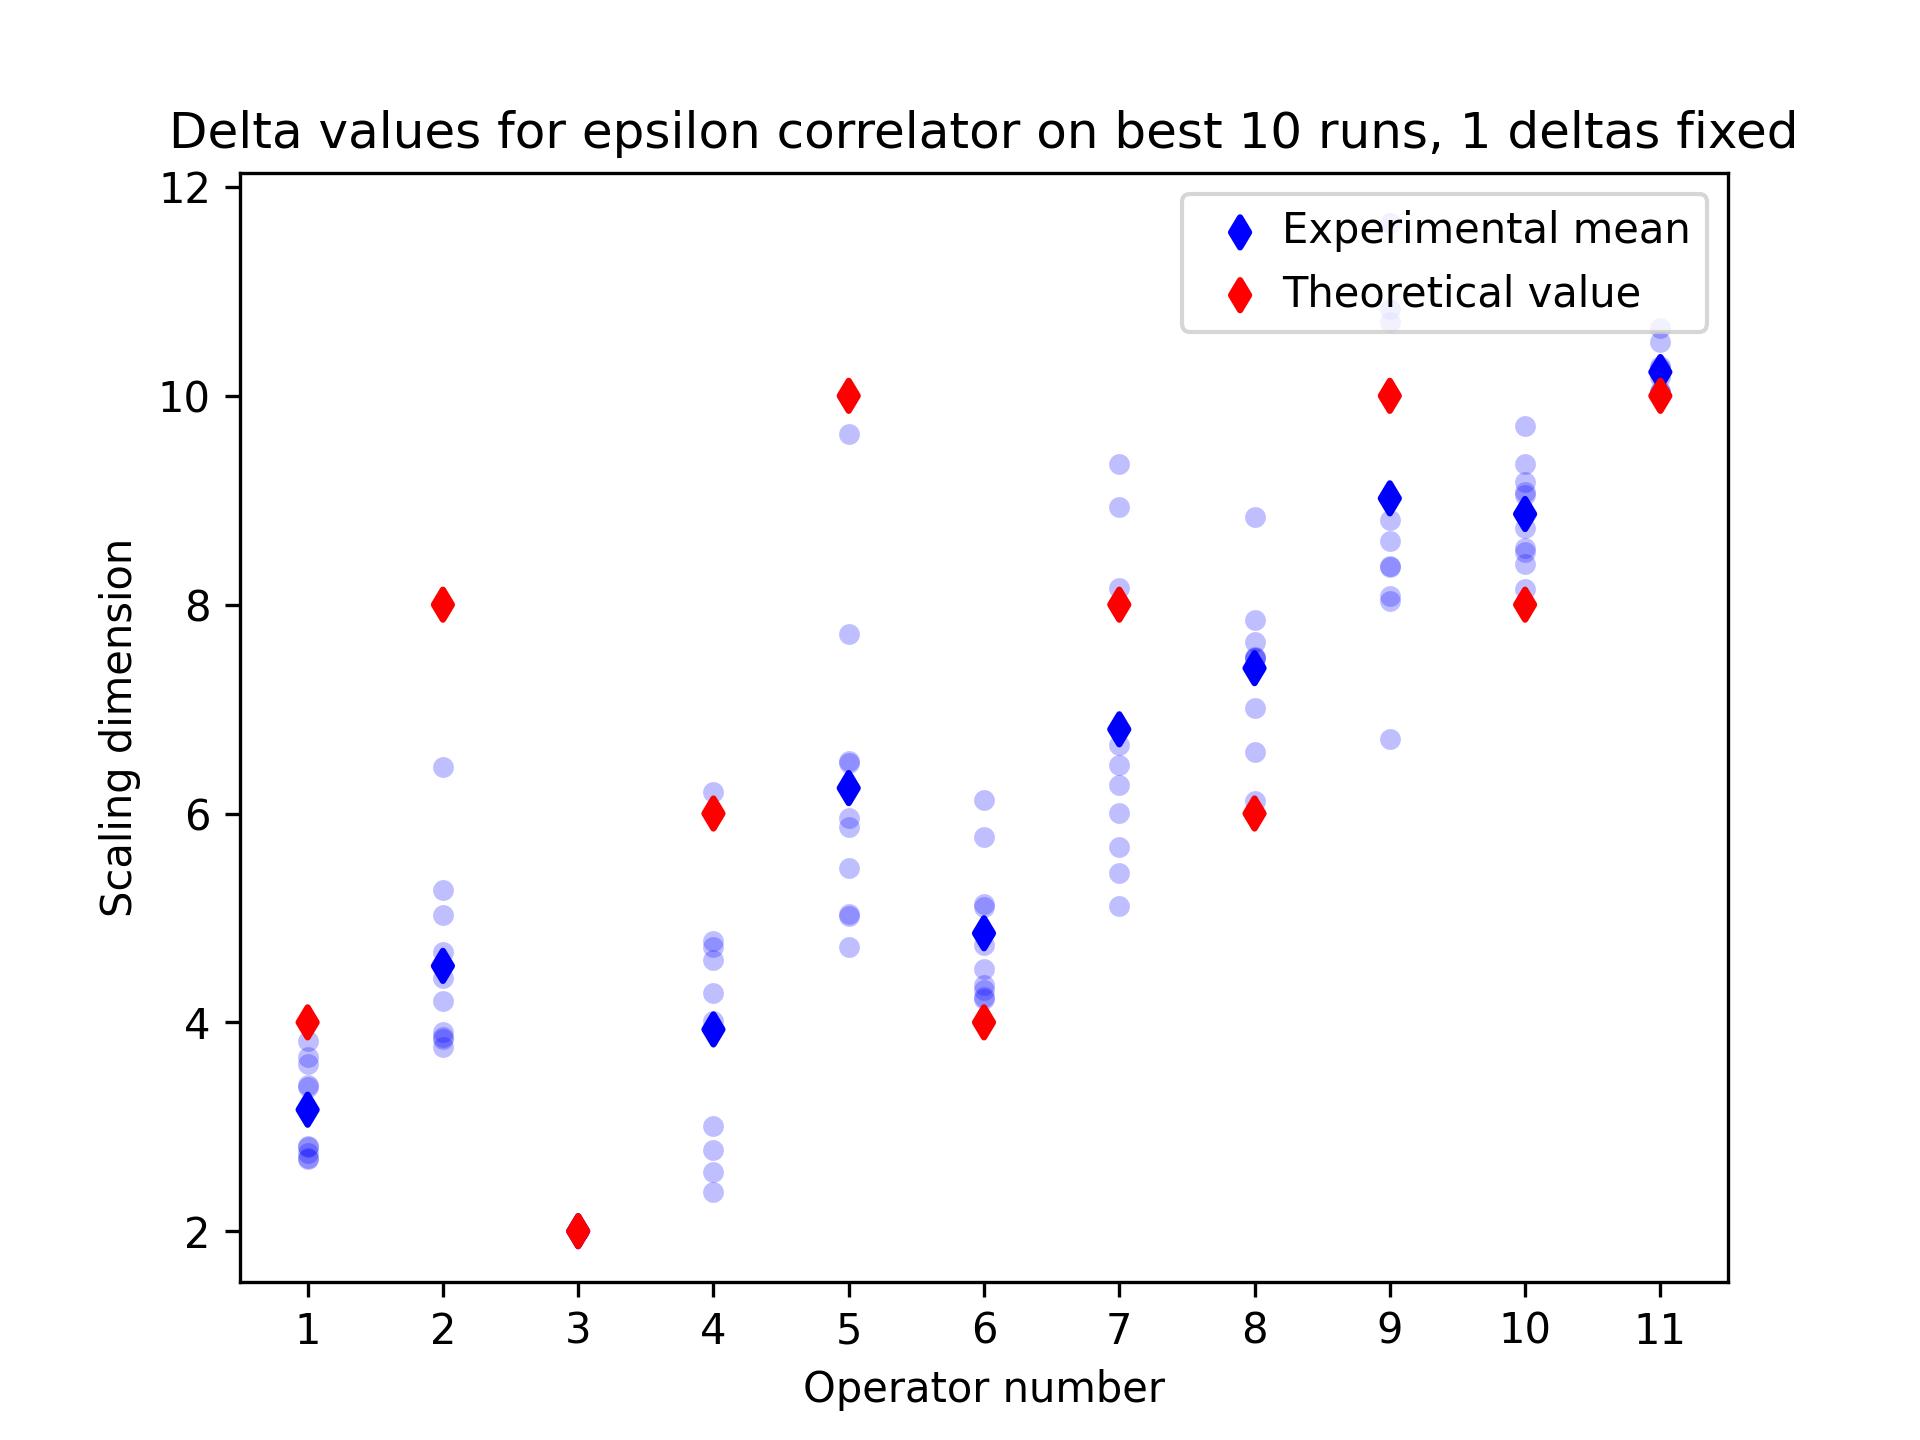 Delta values for epsilon correlator on best 10 runs, 1 deltas fixed
12
10
8
6
4
2
Scaling dimension
Experimental mean
Theoretical value
1 2 3 4 5 6 7 8 9 10 11
Operator number